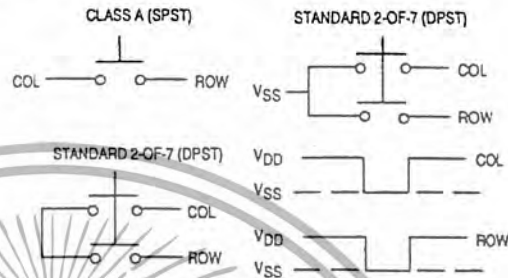 CLASS A (SPST)
COL
ROW
STANDARD 2-OF-7 (DPST)
VSS
COL
ROW
STANDARD 2-OF-7 (DPST)
COL
ROW
VDD
COL
VSS
VDD
ROW
VSS